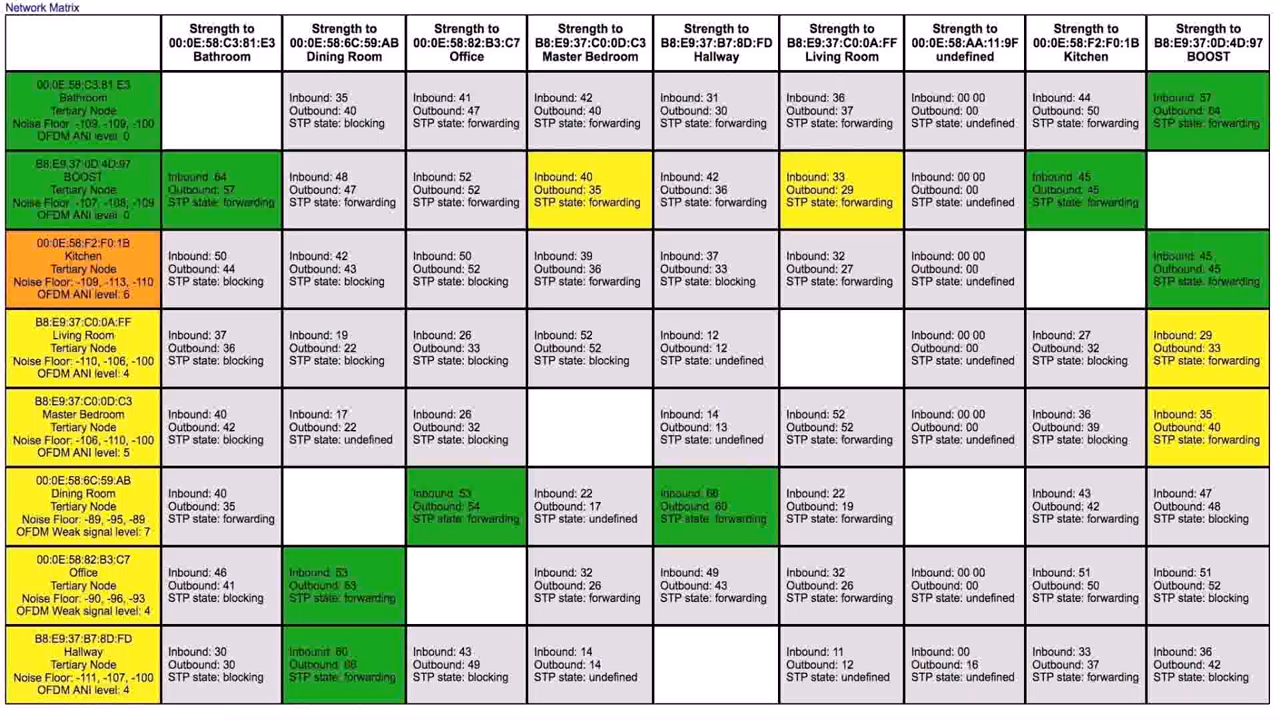 Network Matrix
Strength to
00:0E:58:C3:81:E3
Bathroom
Strength to
00:0E:58:6C:59:AB
Dining Room
Strength to
00:0E:58:82:B3:C7
Office
Strength to
B8:E9:37:C0:0D:C3
Master Bedroom
Strength to
B8:E9:37:B7:8D:FD
Hallway
Strength to
B8:E9:37:C0:0A:FF
Living Room
Strength to
00:0E:58:AA:11:9F
undefined
Strength to
00:0E:58:F2:F0:1B
Kitchen
Strength to
B8:E9:37:0D:4D:97
BOOST
00:0E:58:C3:81:E3
Bathroom
Tertiary Node
Noise Floor: -109, -109, -100
OFDM ANI level: 0
Inbound: 35
Outbound: 40
STP state: blocking
Inbound: 41
Outbound: 47
STP state: forwarding
Inbound: 42
Outbound: 40
STP state: forwarding
Inbound: 31
Outbound: 30
STP state: forwarding
Inbound: 36
Outbound: 37
STP state: forwarding
Inbound: 00 00
Outbound: 00
STP state: undefined
Inbound: 44
Outbound: 50
STP state: forwarding
Inbound: 57
Outbound: 64
STP state: forwarding
B8:E9:37:0D:4D:97
BOOST
Tertiary Node
Noise Floor: -107, -108, -109
OFDM ANI level: 0
Inbound: 64
Outbound: 57
STP state: forwarding
Inbound: 48
Outbound: 47
STP state: forwarding
Inbound: 52
Outbound: 52
STP state: forwarding
Inbound: 40
Outbound: 35
STP state: forwarding
Inbound: 42
Outbound: 36
STP state: forwarding
Inbound: 33
Outbound: 29
STP state: forwarding
Inbound: 00 00
Outbound: 00
STP state: undefined
Inbound: 45
Outbound: 45
STP state: forwarding
00:0E:58:F2:F0:1B
Kitchen
Tertiary Node
Noise Floor: -109, -113, -110
OFDM ANI level: 6
Inbound: 50
Outbound: 44
STP state: blocking
Inbound: 42
Outbound: 43
STP state: blocking
Inbound: 50
Outbound: 52
STP state: blocking
Inbound: 39
Outbound: 36
STP state: forwarding
Inbound: 37
Outbound: 33
STP state: blocking
Inbound: 32
Outbound: 27
STP state: forwarding
Inbound: 00 00
Outbound: 00
STP state: undefined
Inbound: 45
Outbound: 45
STP state: forwarding
B8:E9:37:C0:0A:FF
Living Room
Tertiary Node
Noise Floor: -110, -106, -100
OFDM ANI level: 4
Inbound: 37
Outbound: 36
STP state: blocking
Inbound: 19
Outbound: 22
STP state: blocking
Inbound: 26
Outbound: 33
STP state: blocking
Inbound: 52
Outbound: 52
STP state: blocking
Inbound: 12
Outbound: 12
STP state: undefined
Inbound: 00 00
Outbound: 00
STP state: undefined
Inbound: 27
Outbound: 32
STP state: blocking
Inbound: 29
Outbound: 33
STP state: forwarding
B8:E9:37:C0:0D:C3
Master Bedroom
Tertiary Node
Noise Floor: -106, -110, -100
OFDM ANI level: 5
Inbound: 40
Outbound: 42
STP state: blocking
Inbound: 17
Outbound: 22
STP state: undefined
Inbound: 26
Outbound: 32
STP state: blocking
Inbound: 14
Outbound: 13
STP state: undefined
Inbound: 52
Outbound: 52
STP state: forwarding
Inbound: 00 00
Outbound: 00
STP state: undefined
Inbound: 36
Outbound: 39
STP state: blocking
Inbound: 35
Outbound: 40
STP state: forwarding
00:0E:58:6C:59:AB
Dining Room
Tertiary Node
Noise Floor: -89, -95, -89
OFDM Weak signal level: 7
Inbound: 40
Outbound: 35
STP state: forwarding
Inbound: 53
Outbound: 54
STP state: forwarding
Inbound: 22
Outbound: 17
STP state: undefined
Inbound: 66
Outbound: 60
STP state: forwarding
Inbound: 22
Outbound: 19
STP state: forwarding
Inbound: 43
Outbound: 42
STP state: forwarding
Inbound: 47
Outbound: 48
STP state: blocking
00:0E:58:82:B3:C7
Office
Tertiary Node
Noise Floor: -90, -96, -93
OFDM Weak signal level: 4
Inbound: 46
Outbound: 41
STP state: blocking
Inbound: 53
Outbound: 53
STP state: forwarding
Inbound: 32
Outbound: 26
STP state: forwarding
Inbound: 49
Outbound: 43
STP state: forwarding
Inbound: 32
Outbound: 26
STP state: forwarding
Inbound: 00 00
Outbound: 00
STP state: undefined
Inbound: 51
Outbound: 50
STP state: forwarding
Inbound: 51
Outbound: 52
STP state: blocking
B8:E9:37:B7:8D:FD
Hallway
Tertiary Node
Noise Floor: -111, -107, -100
OFDM ANI level: 4
Inbound: 30
Outbound: 30
STP state: blocking
Inbound: 60
Outbound: 66
STP state: forwarding
Inbound: 43
Outbound: 49
STP state: blocking
Inbound: 14
Outbound: 14
STP state: undefined
Inbound: 11
Outbound: 12
STP state: undefined
Inbound: 00
Outbound: 16
STP state: undefined
Inbound: 33
Outbound: 37
STP state: blocking
Inbound: 36
Outbound: 42
STP state: blocking